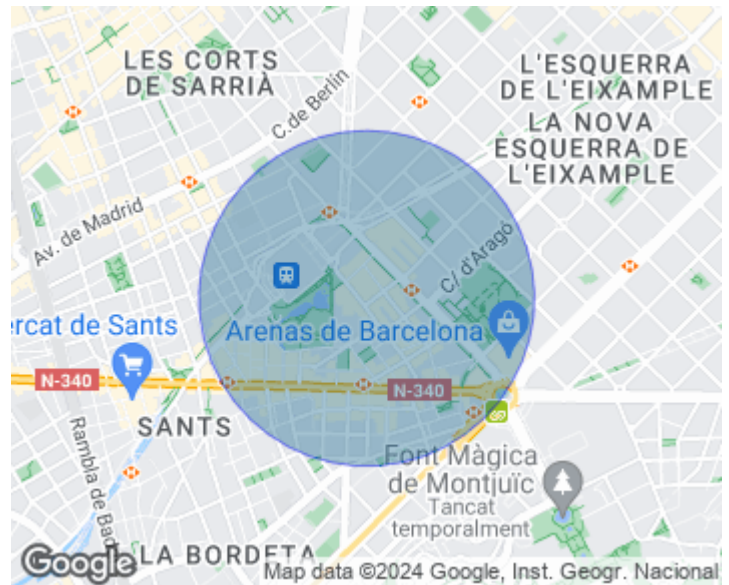 LES CORTS
DE SARRIÀ
L'ESQUERRA
DE L'EIXAMPLE
LA NOVA
ESQUERRA DE
L'EIXAMPLE
C. de Berlín
Av. de Madrid
C/ d'Aragó
rcat de Sants
Arenas de Barcelona
N-340
N-340
SANTS
Rambla de Bad
Font Màgica
de Montjuïc
Tancat
temporalment
LA BORDETA
Google
Map data ©2024 Google, Inst. Geogr. Nacional